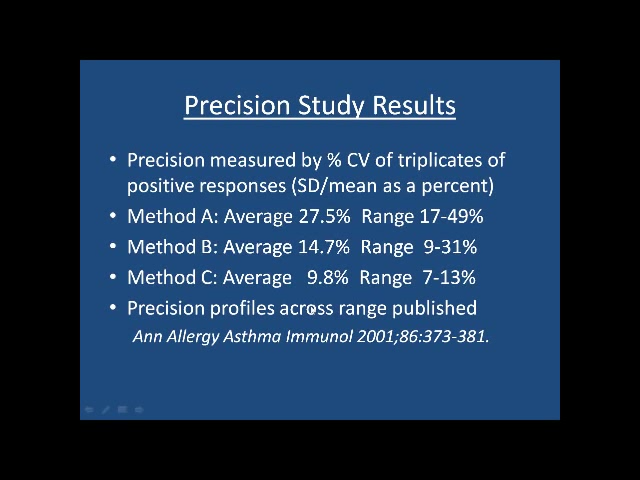 Precision Study Results
• Precision measured by % CV of triplicates of
positive responses (SD/mean as a percent)
• Method A: Average 27.5%  Range 17-49%
• Method B: Average 14.7%  Range  9-31%
• Method C: Average   9.8%  Range  7-13%
• Precision profiles across range published
Ann Allergy Asthma Immunol 2001;86:373-381.